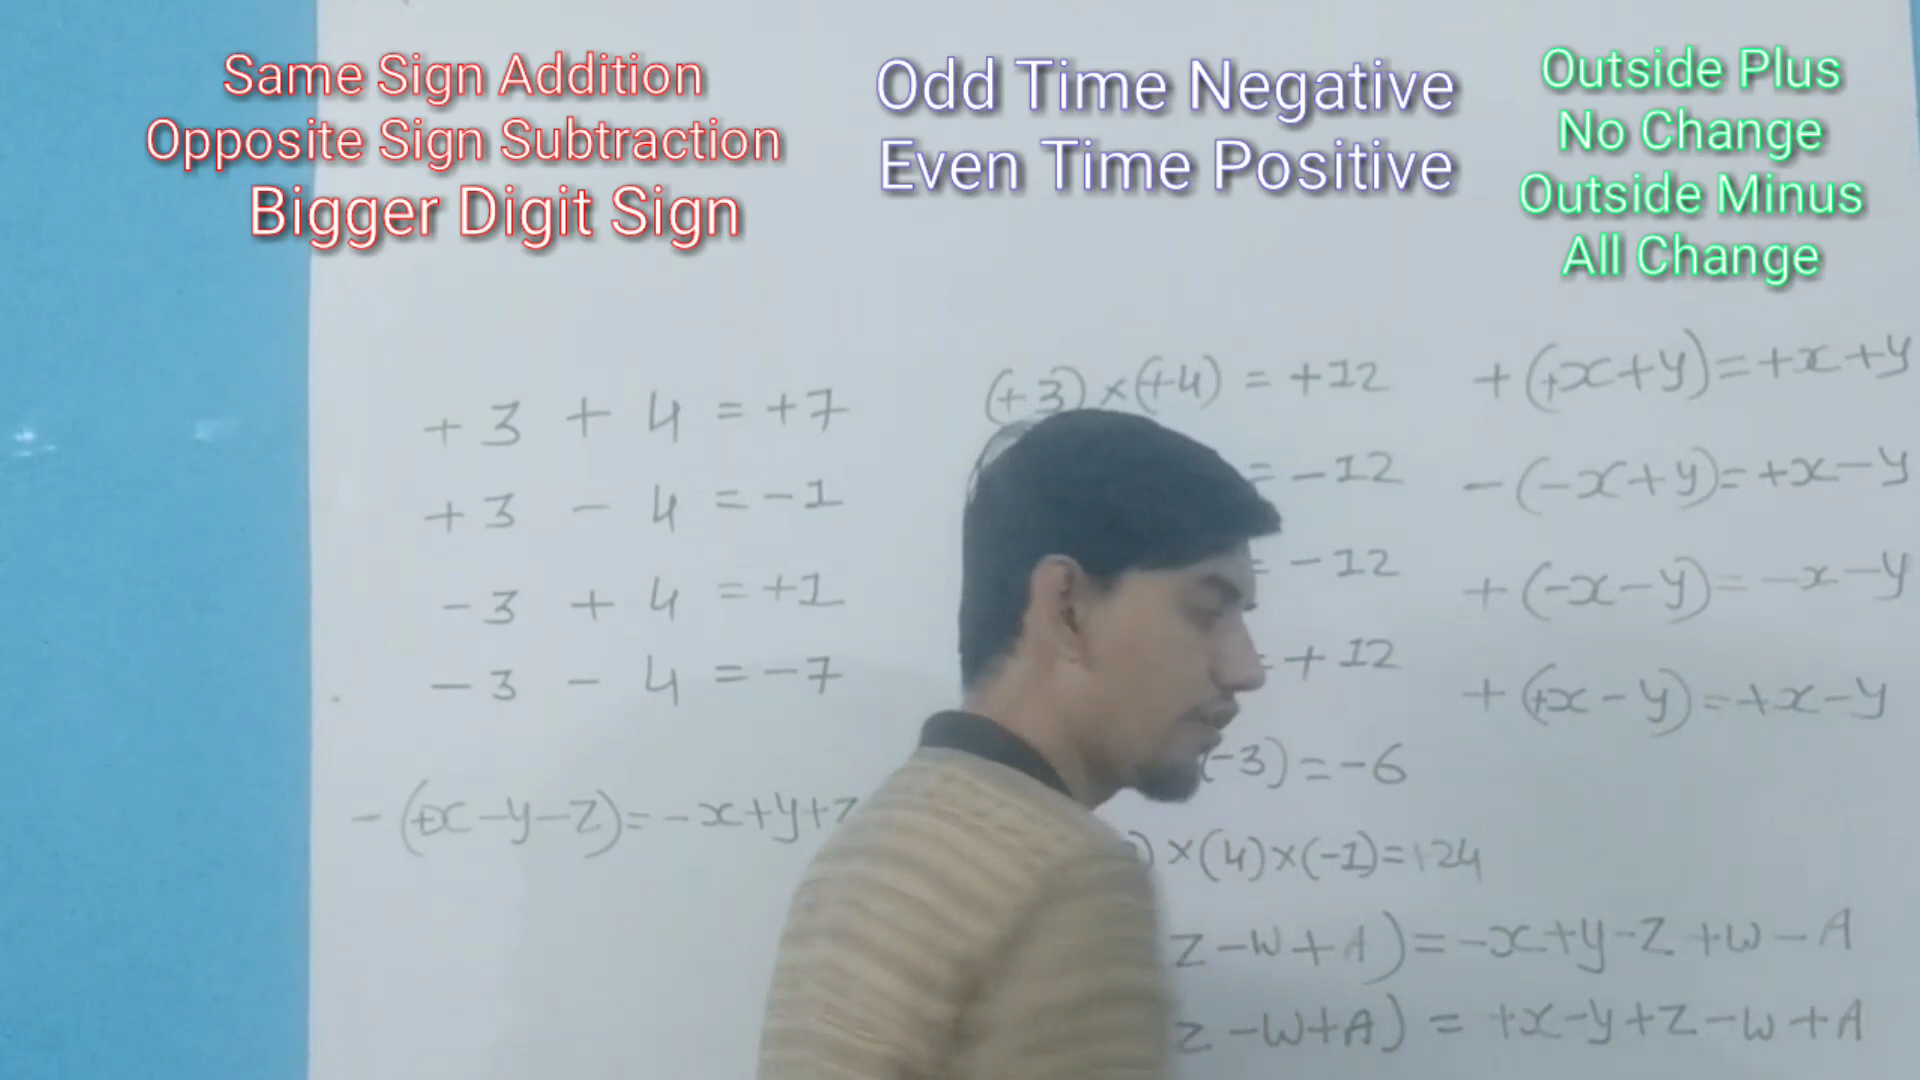 Same Sign Addition
Opposite Sign Subtraction
Bigger Digit Sign
Odd Time Negative
Even Time Positive
Outside Plus
No Change
Outside Minus
All Change
+3 + 4 = +7
+3 - 4 = -1
-3 + 4 = +1
-3 - 4 = -7
-(+x-y-z)=-x+y+z
(+3)×(+4) = +12
= -12
= -12
= +12
(-3)=-6
)×(4)×(-1)=+24
z-w+A)=-x+y-z+w-A
z-w+A) = +x-y+z-w+A
+(+x+y)=+x+y
-(-x+y)=+x-y
+(-x-y)=-x-y
+(+x-y)=+x-y